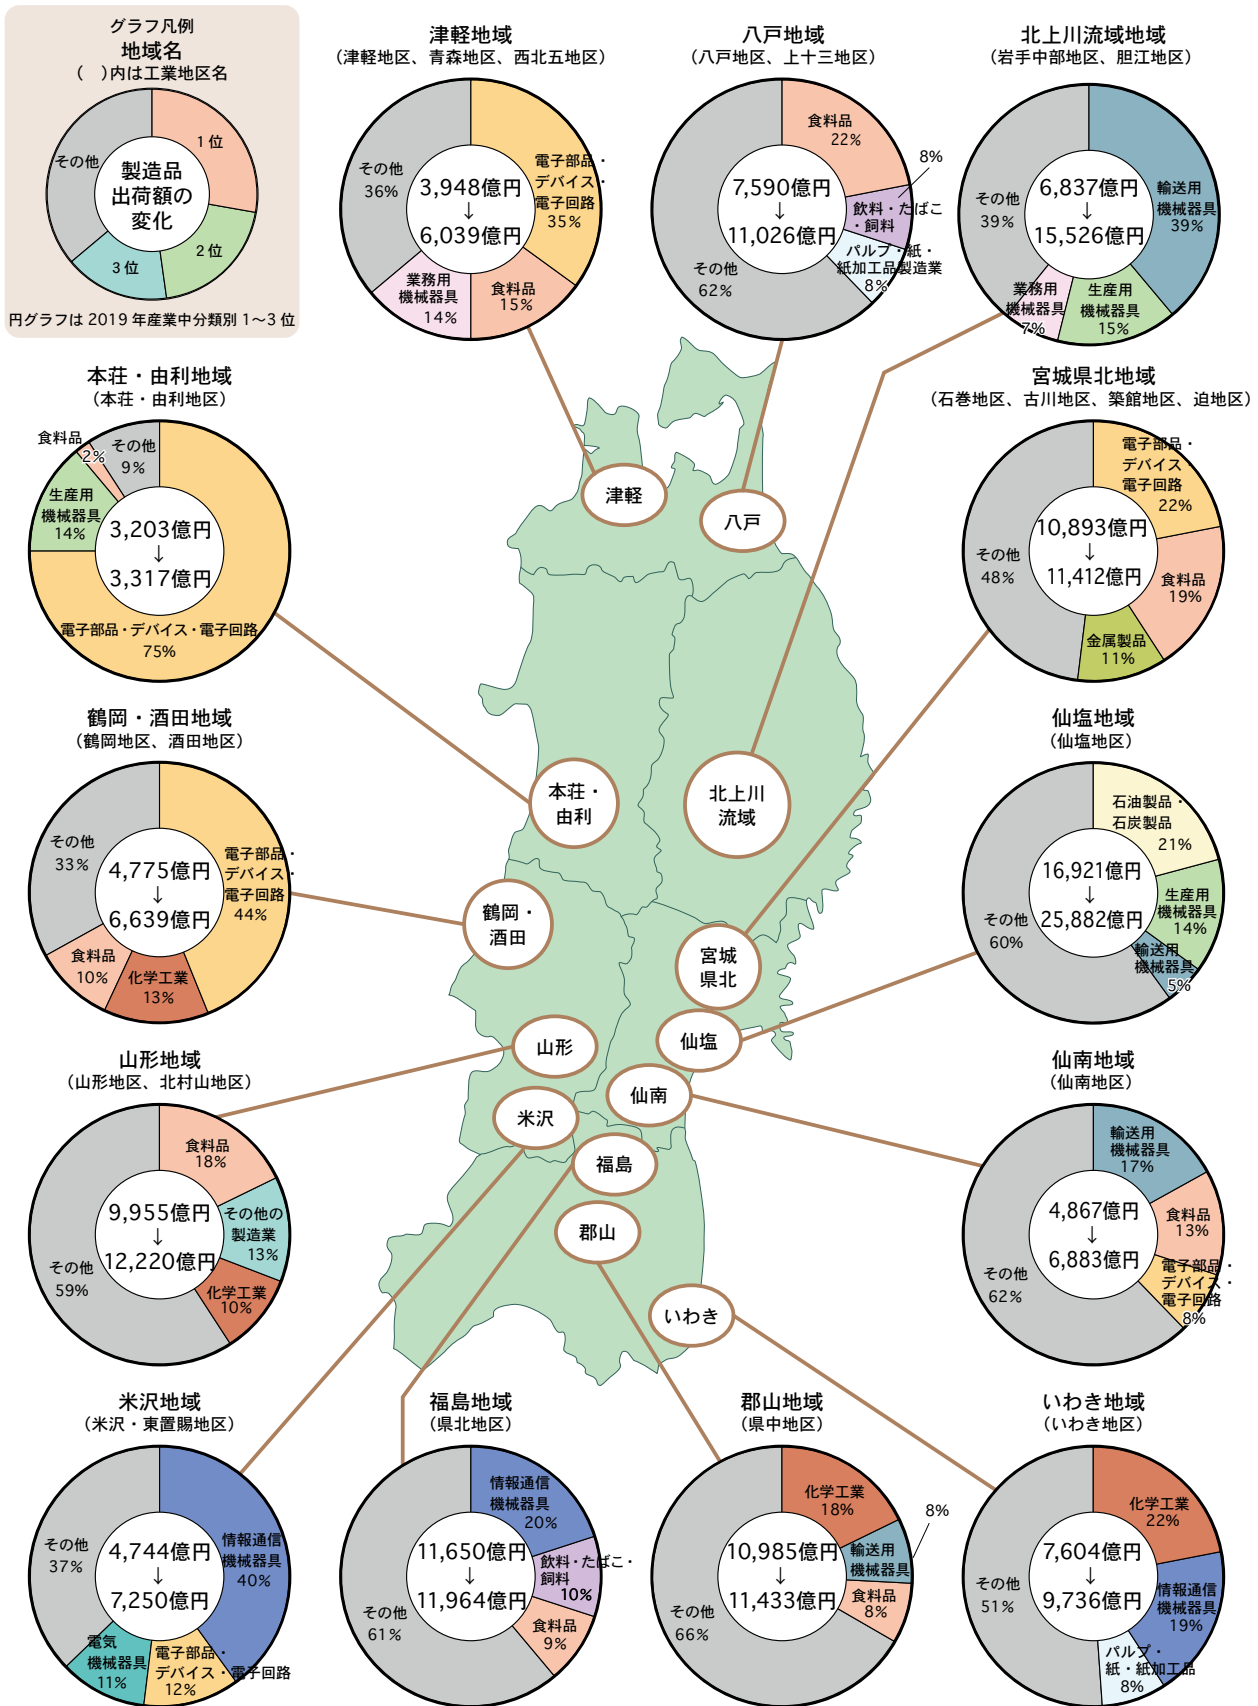 グラフ凡例
地域名
(　)内は工業地区名
その他
1位
2位
3位
製造品
出荷額の
変化
円グラフは2019年産業中分類別1〜3位
津軽地域
(津軽地区、青森地区、西北五地区)
その他
36%
電子部品・
デバイス・
電子回路
35%
3,948億円
↓
6,039億円
業務用
機械器具
14%
食料品
15%
八戸地域
(八戸地区、上十三地区)
食料品
22%
8%
飲料・たばこ
・飼料
パルプ・紙・
紙加工品製造業
8%
7,590億円
↓
11,026億円
その他
62%
北上川流域地域
(岩手中部地区、胆江地区)
その他
39%
輸送用
機械器具
39%
6,837億円
↓
15,526億円
業務用
機械器具
7%
生産用
機械器具
15%
本荘・由利地域
(本荘・由利地区)
食料品
2%
その他
9%
生産用
機械器具
14%
3,203億円
↓
3,317億円
電子部品・デバイス・電子回路
75%
宮城県北地域
(石巻地区、古川地区、築館地区、迫地区)
電子部品・
デバイス・
電子回路
22%
その他
48%
10,893億円
↓
11,412億円
食料品
19%
金属製品
11%
鶴岡・酒田地域
(鶴岡地区、酒田地区)
その他
33%
電子部品・
デバイス・
電子回路
44%
4,775億円
↓
6,639億円
食料品
10%
化学工業
13%
仙塩地域
(仙塩地区)
石油製品・
石炭製品
21%
16,921億円
↓
25,882億円
生産用
機械器具
14%
輸送用
機械器具
5%
その他
60%
山形地域
(山形地区、北村山地区)
食料品
18%
その他の
製造業
13%
化学工業
10%
9,955億円
↓
12,220億円
その他
59%
仙南地域
(仙南地区)
輸送用
機械器具
17%
食料品
13%
電子部品・
デバイス・
電子回路
8%
4,867億円
↓
6,883億円
その他
62%
津軽
八戸
本荘・
由利
北上川
流域
鶴岡・
酒田
宮城
県北
山形
仙塩
仙南
米沢
福島
郡山
いわき
米沢地域
(米沢・東置賜地区)
その他
37%
情報通信
機械器具
40%
4,744億円
↓
7,250億円
電気
機械器具
11%
電子部品・
デバイス・電子回路
12%
福島地域
(県北地区)
情報通信
機械器具
20%
飲料・たばこ・
飼料
10%
食料品
9%
11,650億円
↓
11,964億円
その他
61%
郡山地域
(県中地区)
化学工業
18%
8%
輸送用
機械器具
食料品
8%
10,985億円
↓
11,433億円
その他
66%
いわき地域
(いわき地区)
化学工業
22%
情報通信
機械器具
19%
パルプ・
紙・紙加工品
8%
7,604億円
↓
9,736億円
その他
51%